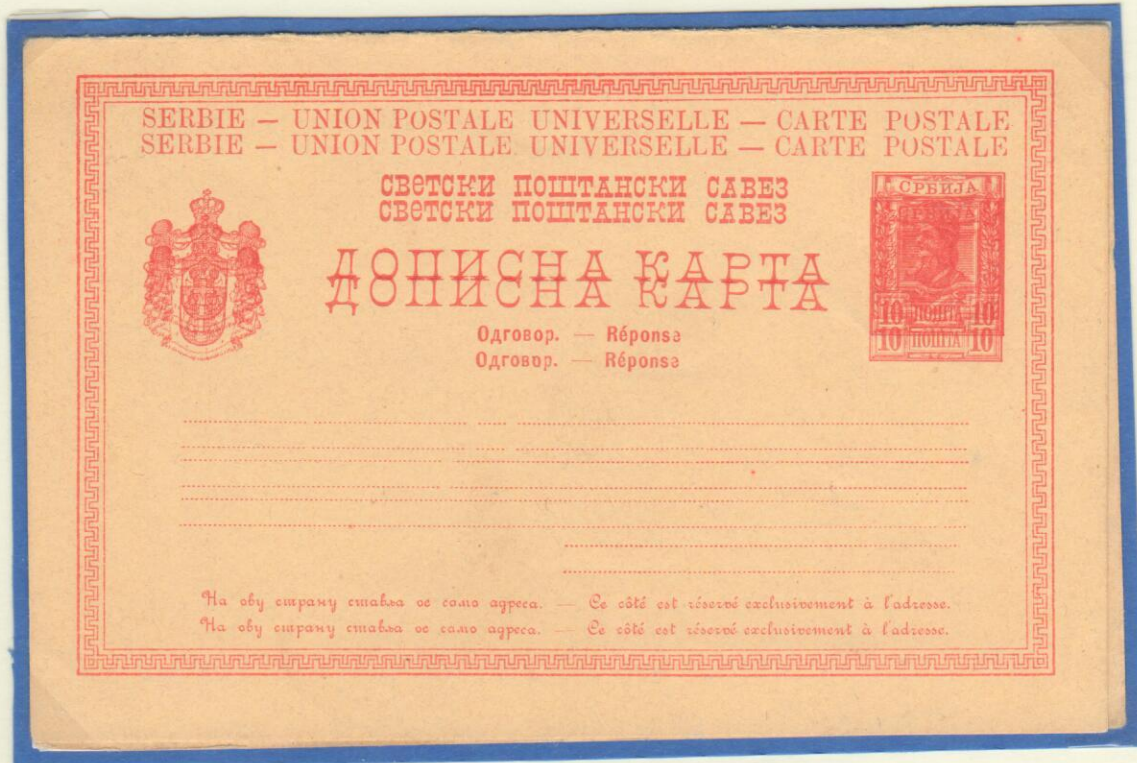 SERBIE — UNION POSTALE UNIVERSELLE — CARTE POSTALE
SERBIE — UNION POSTALE UNIVERSELLE — CARTE POSTALE
СВЕТСКИ ПОШТАНСКИ САВЕЗ
СВЕТСКИ ПОШТАНСКИ САВЕЗ
СРБИЈА
СРБИЈА
ДОПИСНА КАРТА
ДОПИСНА КАРТА
10 ПОШТА 10
10 ПОШТА 10
Одговор. — Réponse
Одговор. — Réponse
На ову страну ставља се само адреса. — Ce côté est réservé exclusivement à l'adresse.
На ову страну ставља се само адреса. — Ce côté est réservé exclusivement à l'adresse.